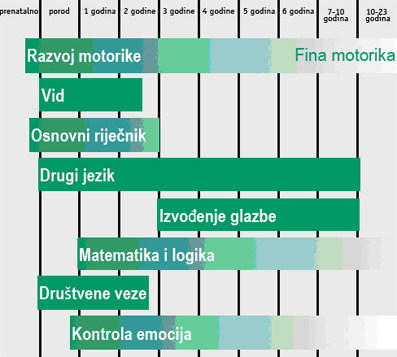 prenatalno porod 1 godina 2 godine 3 godine 4 godine 5 godina 6 godina 7-10 godina 10-23 godina
Razvoj motorike Fina motorika
Vid
Osnovni riječnik
Drugi jezik
Izvođenje glazbe
Matematika i logika
Društvene veze
Kontrola emocija